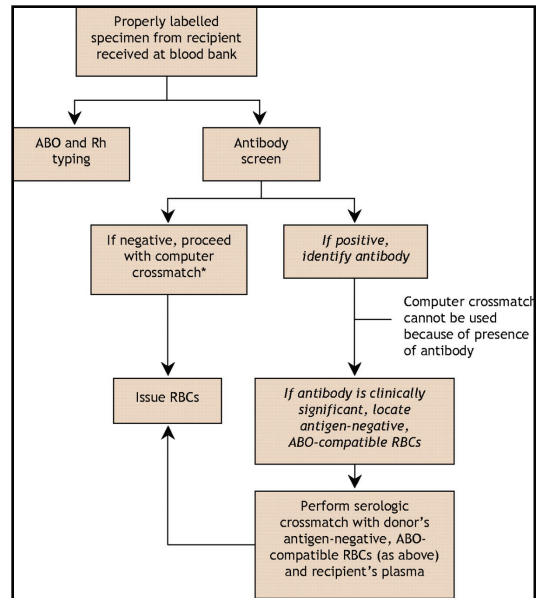 Properly labelled
specimen from recipient
received at blood bank
ABO and Rh
typing
Antibody
screen
If negative, proceed
with computer
crossmatch*
If positive,
identify antibody
Computer crossmatch
cannot be used
because of presence
of antibody
Issue RBCs
If antibody is clinically
significant, locate
antigen-negative,
ABO-compatible RBCs
Perform serologic
crossmatch with donor's
antigen-negative, ABO-
compatible RBCs (as above)
and recipient's plasma